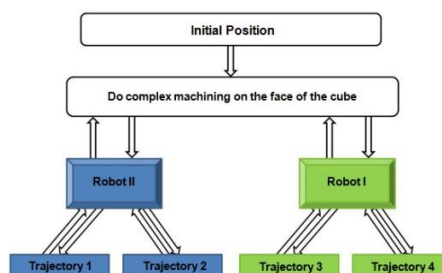 Initial Position
Do complex machining on the face of the cube
Robot II
Robot I
Trajectory 1
Trajectory 2
Trajectory 3
Trajectory 4